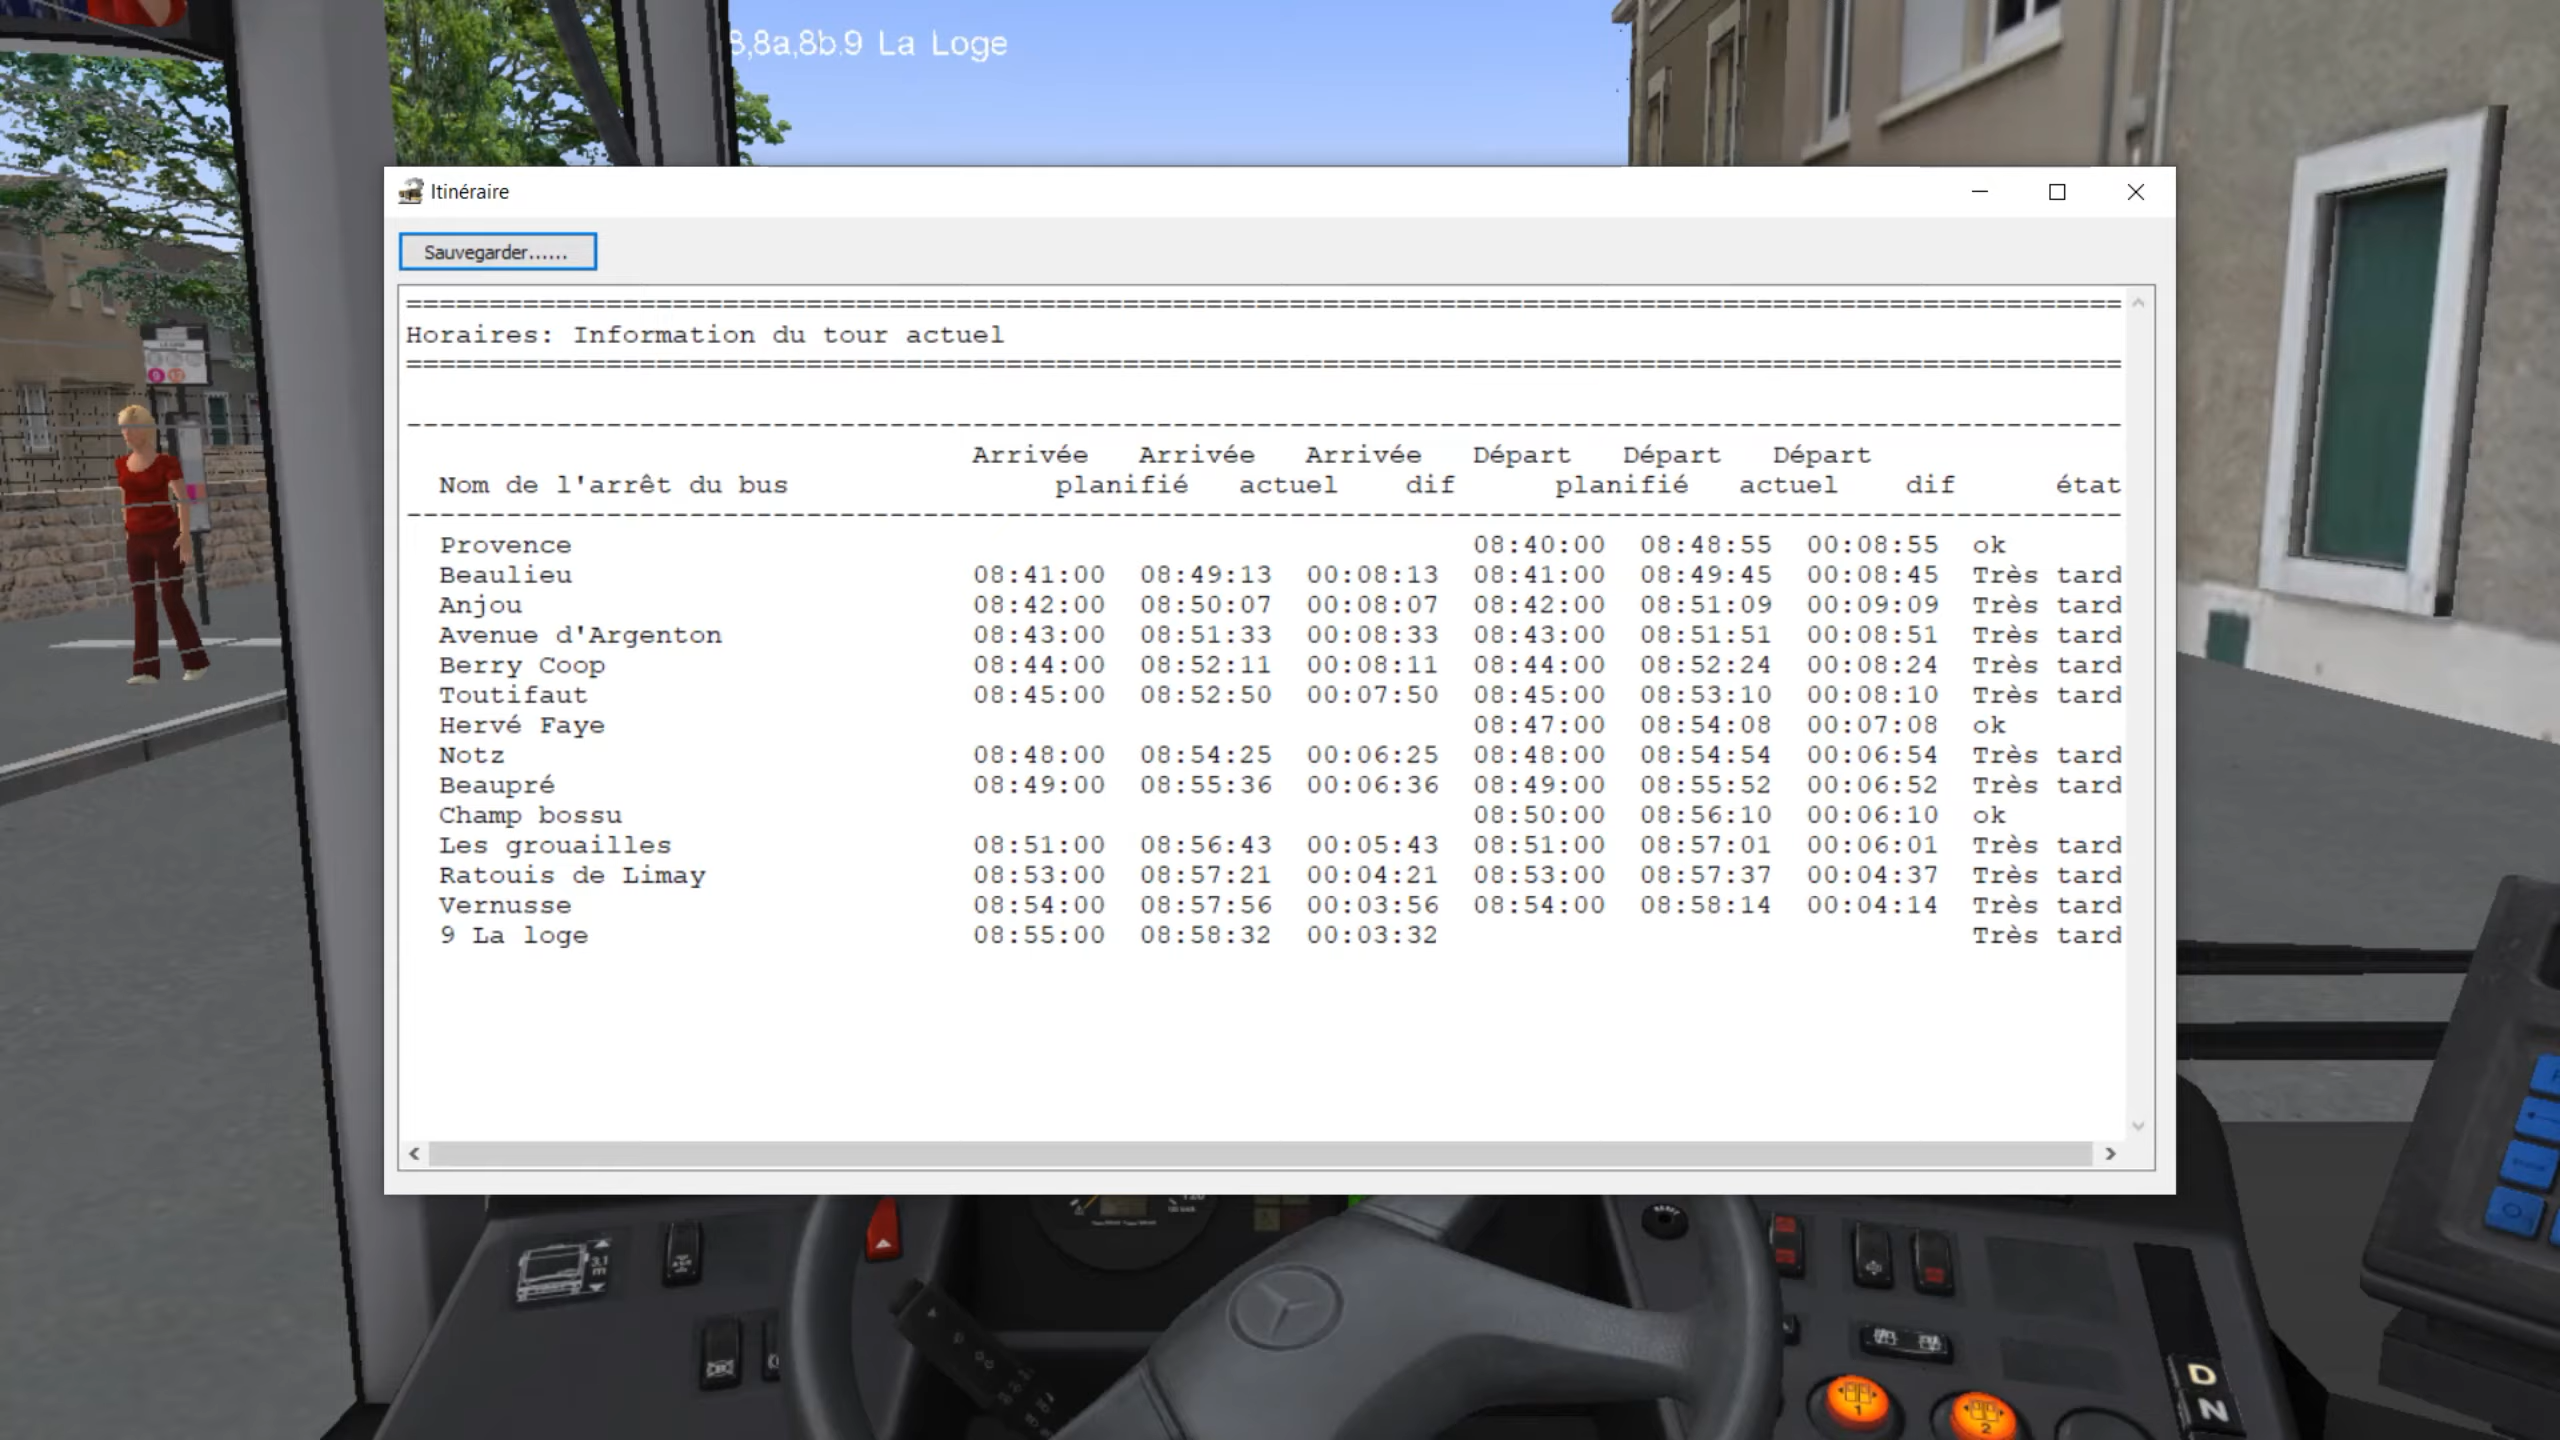 8,8a,8b.9 La Loge
Itinéraire
Sauvegarder......
Horaires: Information du tour actuel
Arrivée Arrivée Arrivée Départ Départ Départ
Nom de l'arrêt du bus planifié actuel dif planifié actuel dif état
Provence 08:40:00 08:48:55 00:08:55 ok
Beaulieu 08:41:00 08:49:13 00:08:13 08:41:00 08:49:45 00:08:45 Très tard
Anjou 08:42:00 08:50:07 00:08:07 08:42:00 08:51:09 00:09:09 Très tard
Avenue d'Argenton 08:43:00 08:51:33 00:08:33 08:43:00 08:51:51 00:08:51 Très tard
Berry Coop 08:44:00 08:52:11 00:08:11 08:44:00 08:52:24 00:08:24 Très tard
Toutifaut 08:45:00 08:52:50 00:07:50 08:45:00 08:53:10 00:08:10 Très tard
Hervé Faye 08:47:00 08:54:08 00:07:08 ok
Notz 08:48:00 08:54:25 00:06:25 08:48:00 08:54:54 00:06:54 Très tard
Beaupré 08:49:00 08:55:36 00:06:36 08:49:00 08:55:52 00:06:52 Très tard
Champ bossu 08:50:00 08:56:10 00:06:10 ok
Les grouailles 08:51:00 08:56:43 00:05:43 08:51:00 08:57:01 00:06:01 Très tard
Ratouis de Limay 08:53:00 08:57:21 00:04:21 08:53:00 08:57:37 00:04:37 Très tard
Vernusse 08:54:00 08:57:56 00:03:56 08:54:00 08:58:14 00:04:14 Très tard
9 La loge 08:55:00 08:58:32 00:03:32 Très tard
3,1
m
1
2
D
N